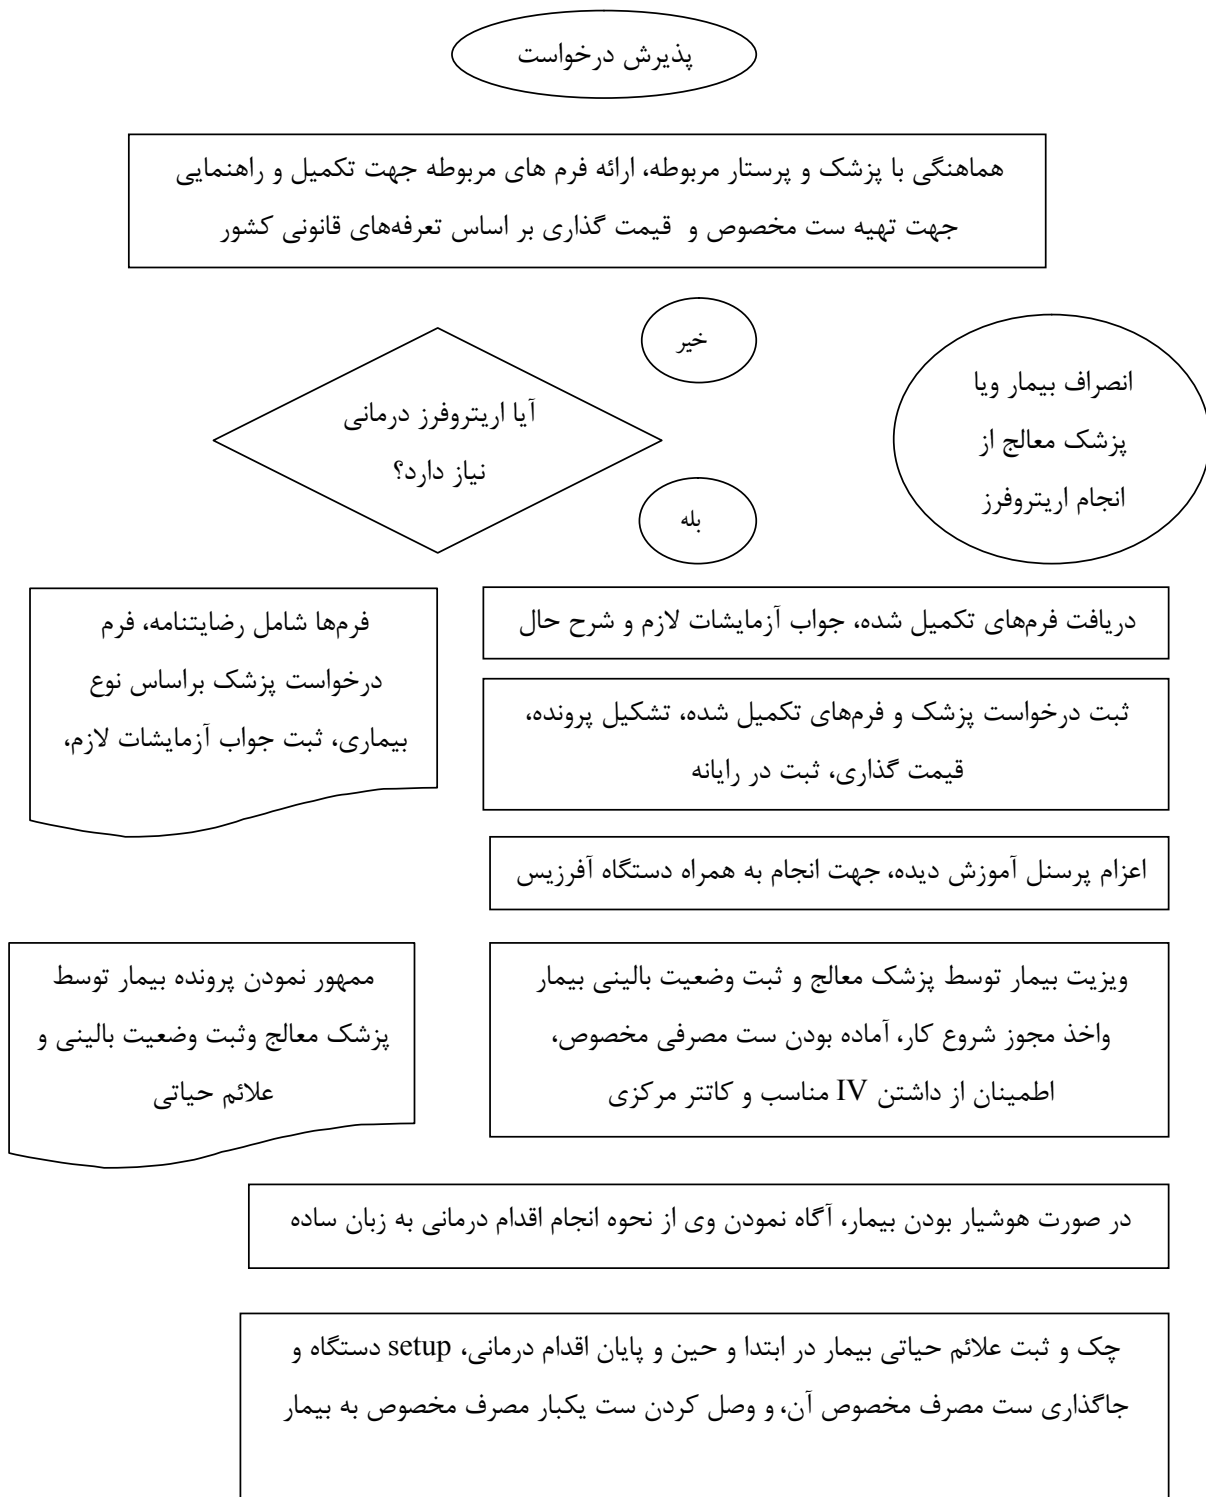 پذیرش درخواست
هماهنگی با پزشک و پرستار مربوطه، ارائه فرم های مربوطه جهت تکمیل و راهنمایی
جهت تهیه ست مخصوص و قیمت گذاری بر اساس تعرفه‌های قانونی کشور
خیر
انصراف بیمار ویا
پزشک معالج از
انجام اریتروفرز
آیا اریتروفرز درمانی
نیاز دارد؟
بله
دریافت فرم‌های تکمیل شده، جواب آزمایشات لازم و شرح حال
فرم‌ها شامل رضایتنامه، فرم
درخواست پزشک براساس نوع
بیماری، ثبت جواب آزمایشات لازم،
ثبت درخواست پزشک و فرم‌های تکمیل شده، تشکیل پرونده،
قیمت گذاری، ثبت در رایانه
اعزام پرسنل آموزش دیده، جهت انجام به همراه دستگاه آفرزیس
ویزیت بیمار توسط پزشک معالج و ثبت وضعیت بالینی بیمار
واخذ مجوز شروع کار، آماده بودن ست مصرفی مخصوص،
اطمینان از داشتن IV مناسب و کاتتر مرکزی
ممهور نمودن پرونده بیمار توسط
پزشک معالج وثبت وضعیت بالینی و
علائم حیاتی
در صورت هوشیار بودن بیمار، آگاه نمودن وی از نحوه انجام اقدام درمانی به زبان ساده
چک و ثبت علائم حیاتی بیمار در ابتدا و حین و پایان اقدام درمانی، setup دستگاه و
جاگذاری ست مصرف مخصوص آن، و وصل کردن ست یکبار مصرف مخصوص به بیمار